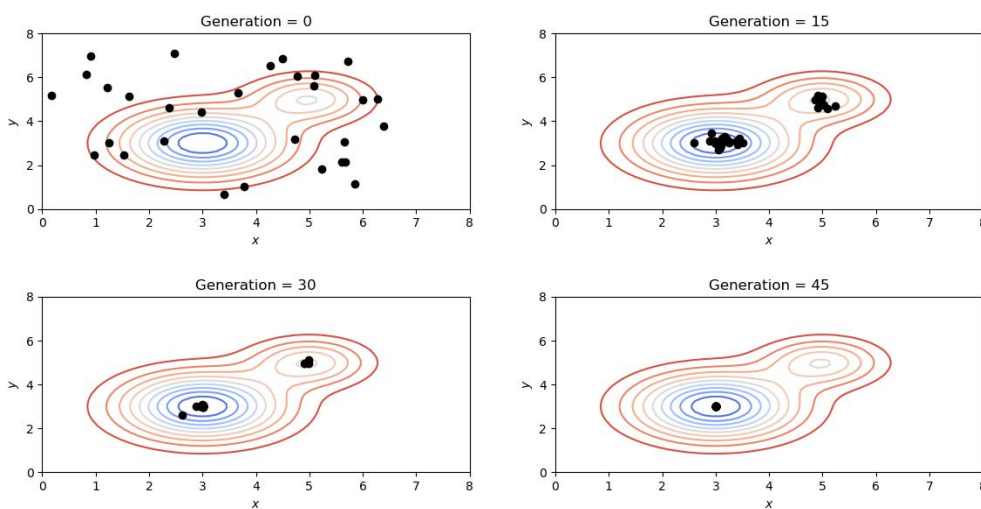 Generation = 0
8
6
4
2
0
y
0 1 2 3 4 5 6 7 8
x
Generation = 15
8
6
4
2
0
y
0 1 2 3 4 5 6 7 8
x
Generation = 30
8
6
4
2
0
y
0 1 2 3 4 5 6 7 8
x
Generation = 45
8
6
4
2
0
y
0 1 2 3 4 5 6 7 8
x